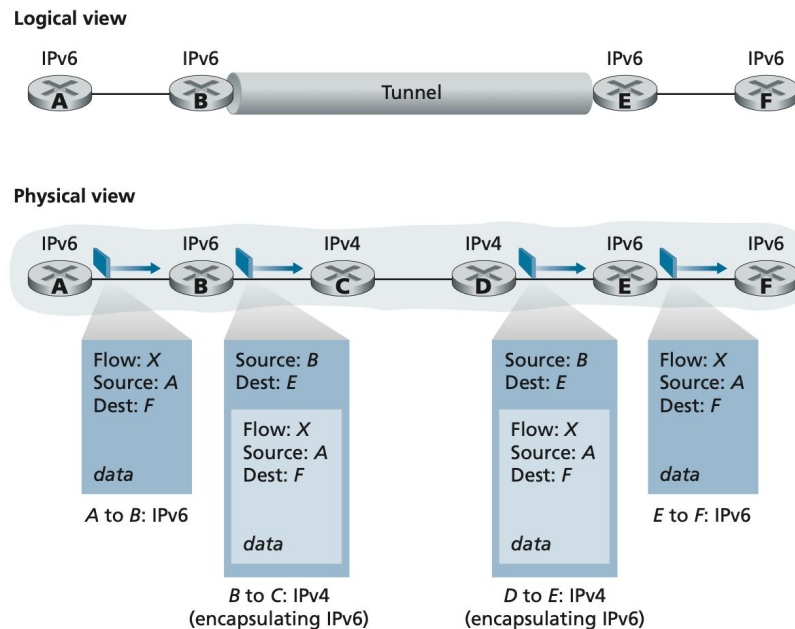 Logical view
IPv6
IPv6
IPv6
IPv6
A
B
Tunnel
E
F
Physical view
IPv6
IPv6
IPv4
IPv4
IPv6
IPv6
A
B
C
D
E
F
Flow: X
Source: A
Dest: F
data
A to B: IPv6
Source: B
Dest: E
Flow: X
Source: A
Dest: F
data
B to C: IPv4
(encapsulating IPv6)
Source: B
Dest: E
Flow: X
Source: A
Dest: F
data
D to E: IPv4
(encapsulating IPv6)
Flow: X
Source: A
Dest: F
data
E to F: IPv6